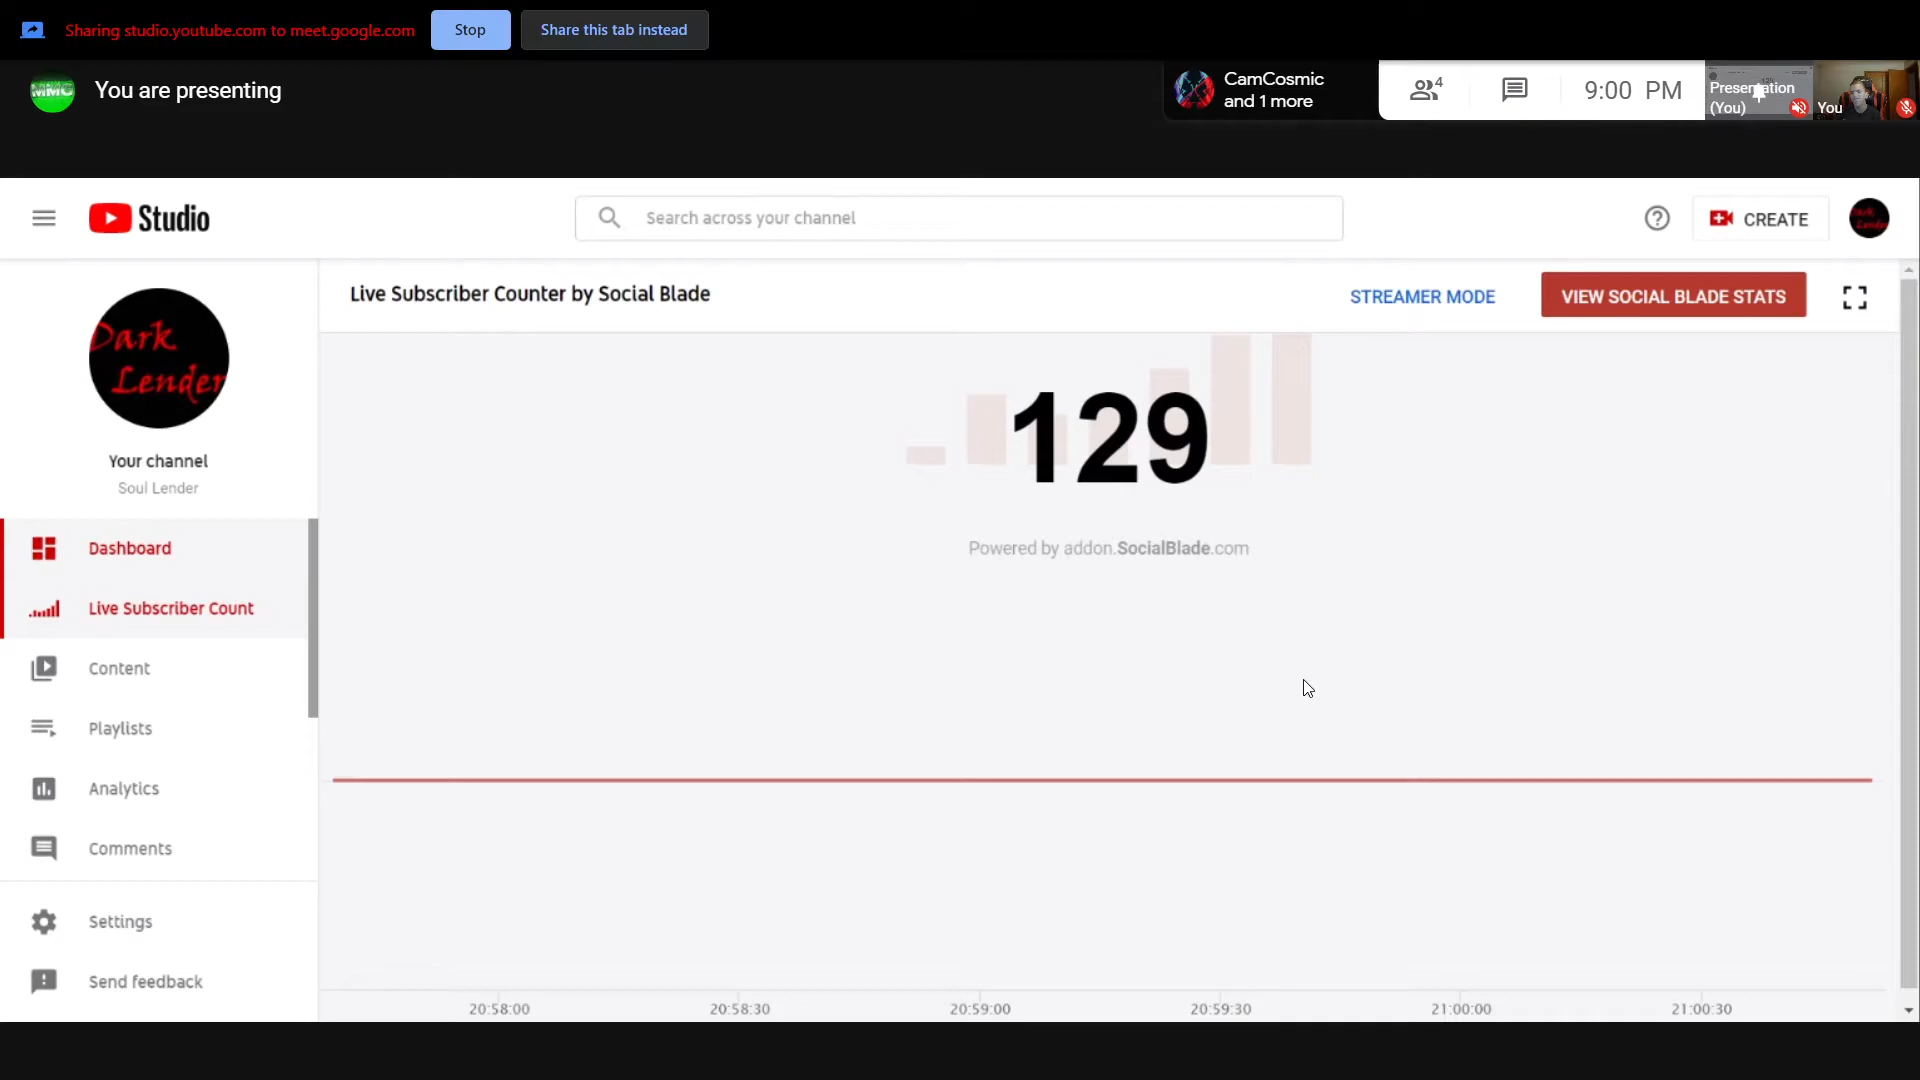 Sharing studio.youtube.com to meet.google.com
Stop
Share this tab instead
MMC
You are presenting
CamCosmic
and 1 more
4
9:00 PM
Presentation
(You)
You
Studio
Search across your channel
CREATE
Dark
Lender
Your channel
Soul Lender
Dashboard
Live Subscriber Count
Content
Playlists
Analytics
Comments
Settings
Send feedback
Live Subscriber Counter by Social Blade
STREAMER MODE
VIEW SOCIAL BLADE STATS
129
Powered by addon.SocialBlade.com
20:58:00
20:58:30
20:59:00
20:59:30
21:00:00
21:00:30